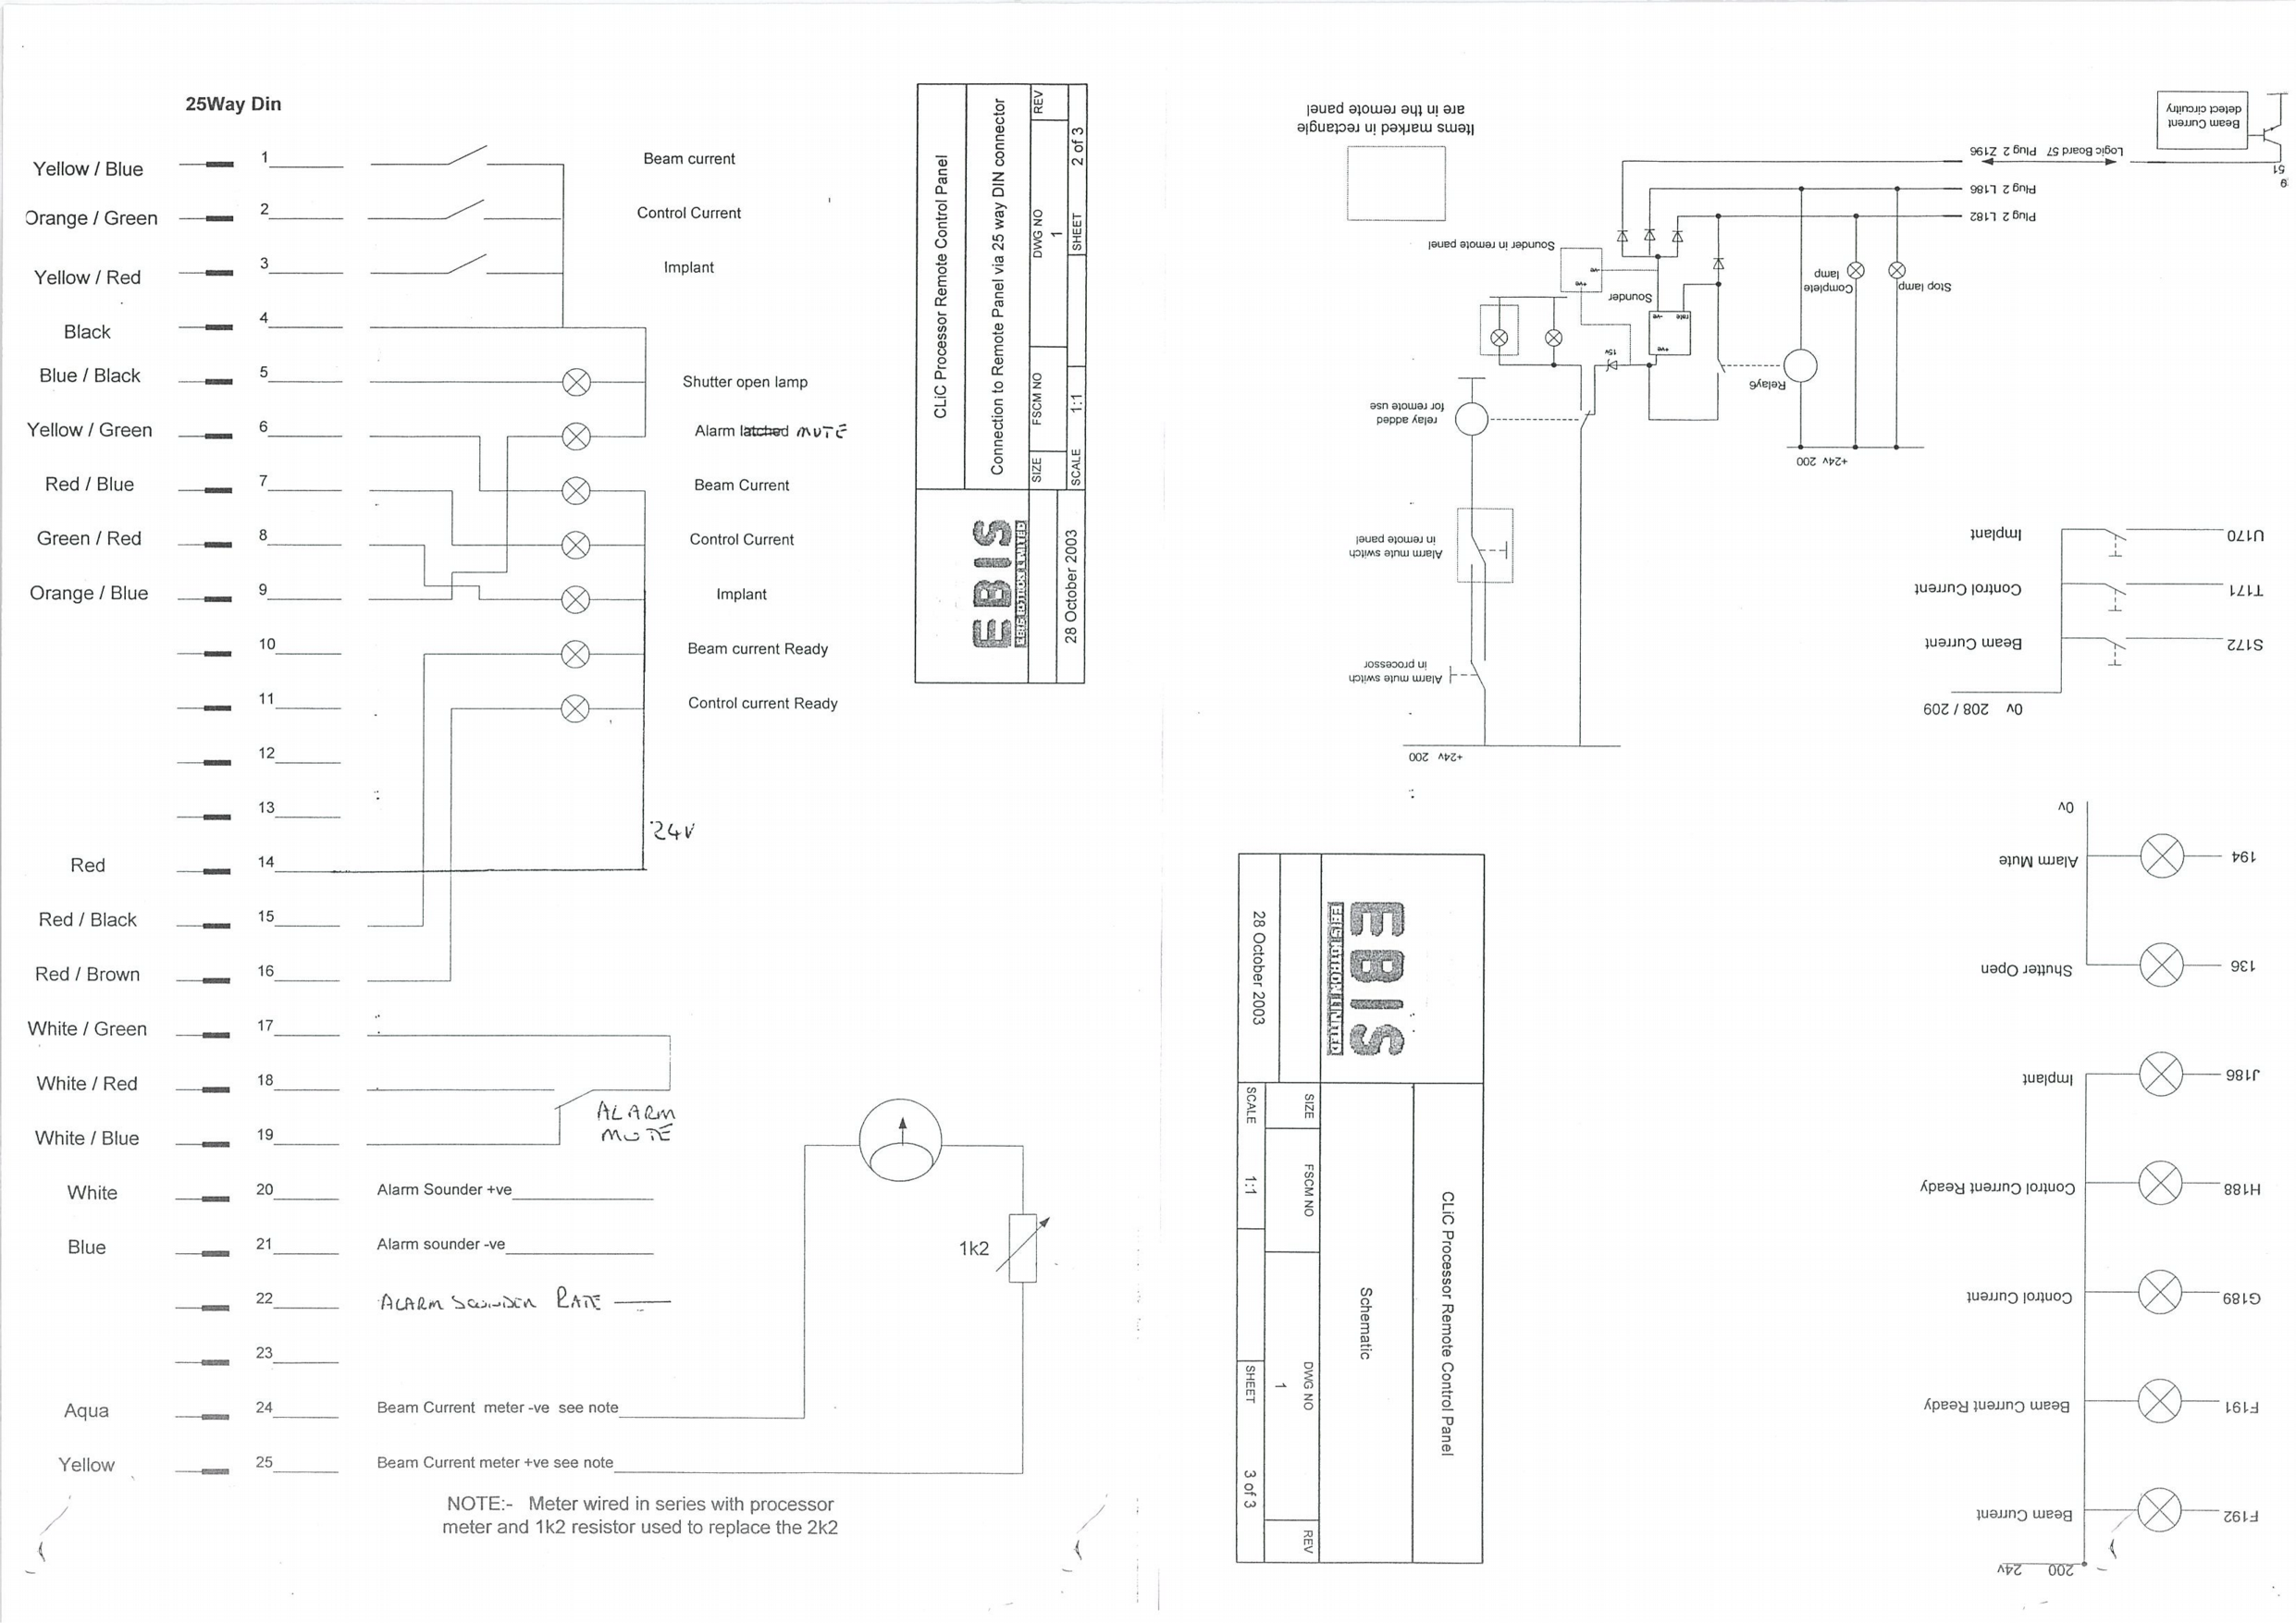 25Way Din
Yellow / Blue 1 Beam current
Orange / Green 2 Control Current
Yellow / Red 3 Implant
Black 4
Blue / Black 5 Shutter open lamp
Yellow / Green 6 Alarm latched MUTE
Red / Blue 7 Beam Current
Green / Red 8 Control Current
Orange / Blue 9 Implant
10 Beam current Ready
11 Control current Ready
12
13
24V
Red 14
Red / Black 15
Red / Brown 16
White / Green 17
White / Red 18
ALARM
MUTE
White / Blue 19
White 20 Alarm Sounder +ve
Blue 21 Alarm sounder -ve
22 ALARM SOUNDER RATE
23
Aqua 24 Beam Current meter -ve see note
Yellow 25 Beam Current meter +ve see note
1k2
NOTE:- Meter wired in series with processor
meter and 1k2 resistor used to replace the 2k2
CLiC Processor Remote Control Panel
Connection to Remote Panel via 25 way DIN connector
SIZE FSCM NO DWG NO REV
1
SCALE 1:1 SHEET 2 of 3
EBIS
28 October 2003
Items marked in rectangle
are in the remote panel
Beam Current
detect circuitry
51
9
Logic Board 57 Plug 2 Z196
Plug 2 L186
Plug 2 L182
Sounder in remote panel
-ve
+ve
Sounder
-ve rate
+ve
15v
Complete
lamp
Stop lamp
Relay6
+24v 200
relay added
for remote use
Alarm mute switch
in remote panel
Alarm mute switch
in processor
+24v 200
U170 Implant
T171 Control Current
S172 Beam Current
0v 208 / 209
0v
194 Alarm Mute
136 Shutter Open
J186 Implant
H188 Control Current Ready
G189 Control Current
F191 Beam Current Ready
F192 Beam Current
200 24v
CLiC Processor Remote Control Panel
Schematic
SIZE FSCM NO DWG NO REV
1
SCALE 1:1 SHEET 3 of 3
EBIS
EBIS IOTRON LIMITED
28 October 2003